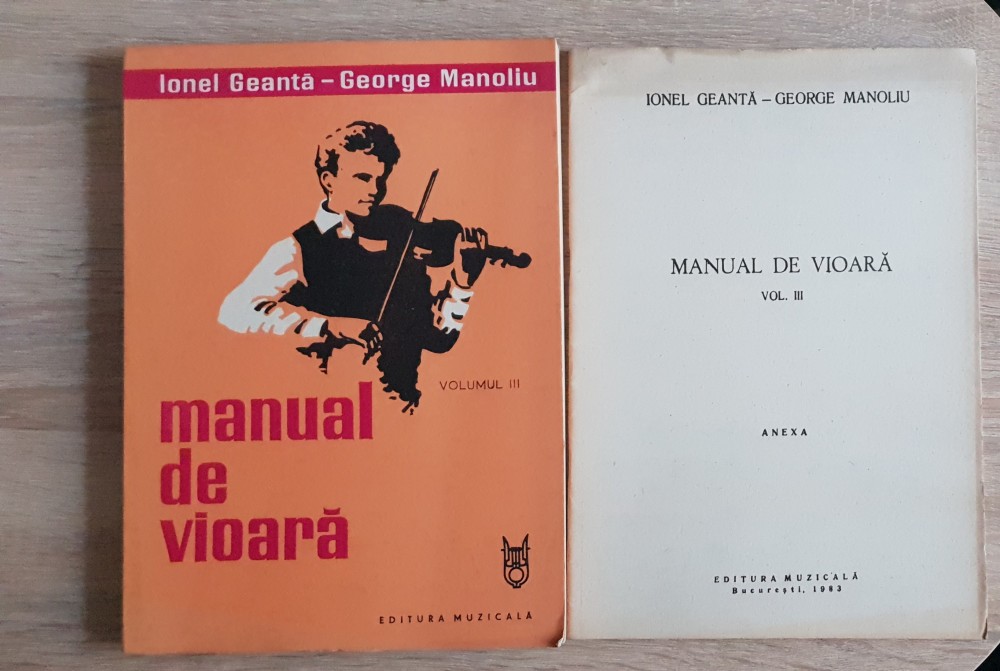 Ionel Geantă – George Manoliu
VOLUMUL III
manual
de
vioară
EDITURA MUZICALĂ
IONEL GEANTĂ – GEORGE MANOLIU
MANUAL DE VIOARĂ
VOL. III
ANEXA
EDITURA MUZICALĂ
București, 1963